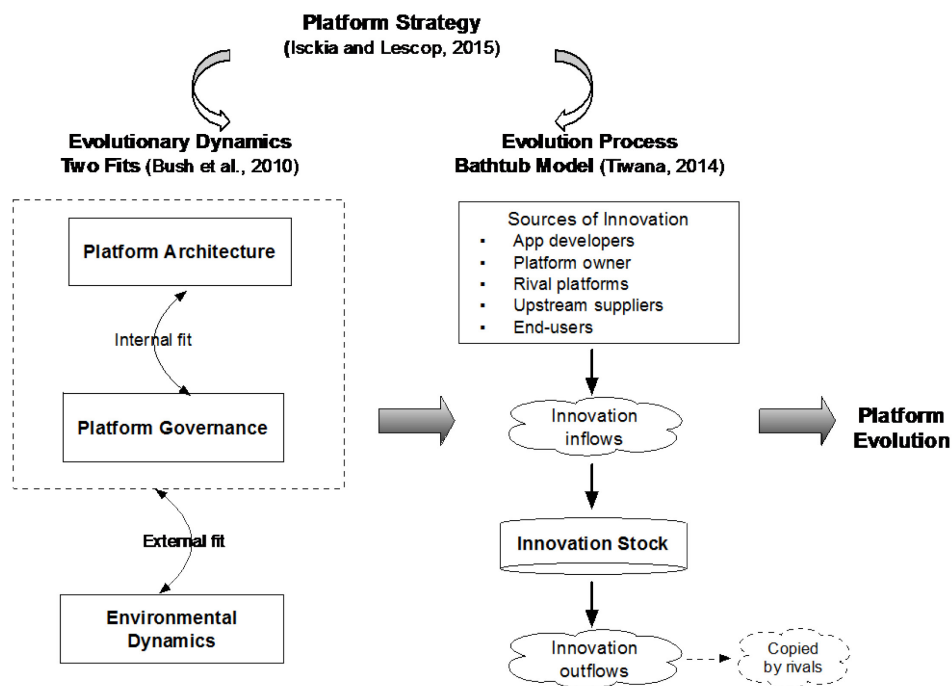 Platform Strategy
(Isckia and Lescop, 2015)
Evolutionary Dynamics
Two Fits (Bush et al., 2010)
Platform Architecture
Internal fit
Platform Governance
External fit
Environmental
Dynamics
Evolution Process
Bathtub Model (Tiwana, 2014)
Sources of Innovation
▪ App developers
▪ Platform owner
▪ Rival platforms
▪ Upstream suppliers
▪ End-users
Innovation
inflows
Innovation Stock
Innovation
outflows
Copied
by rivals
Platform
Evolution